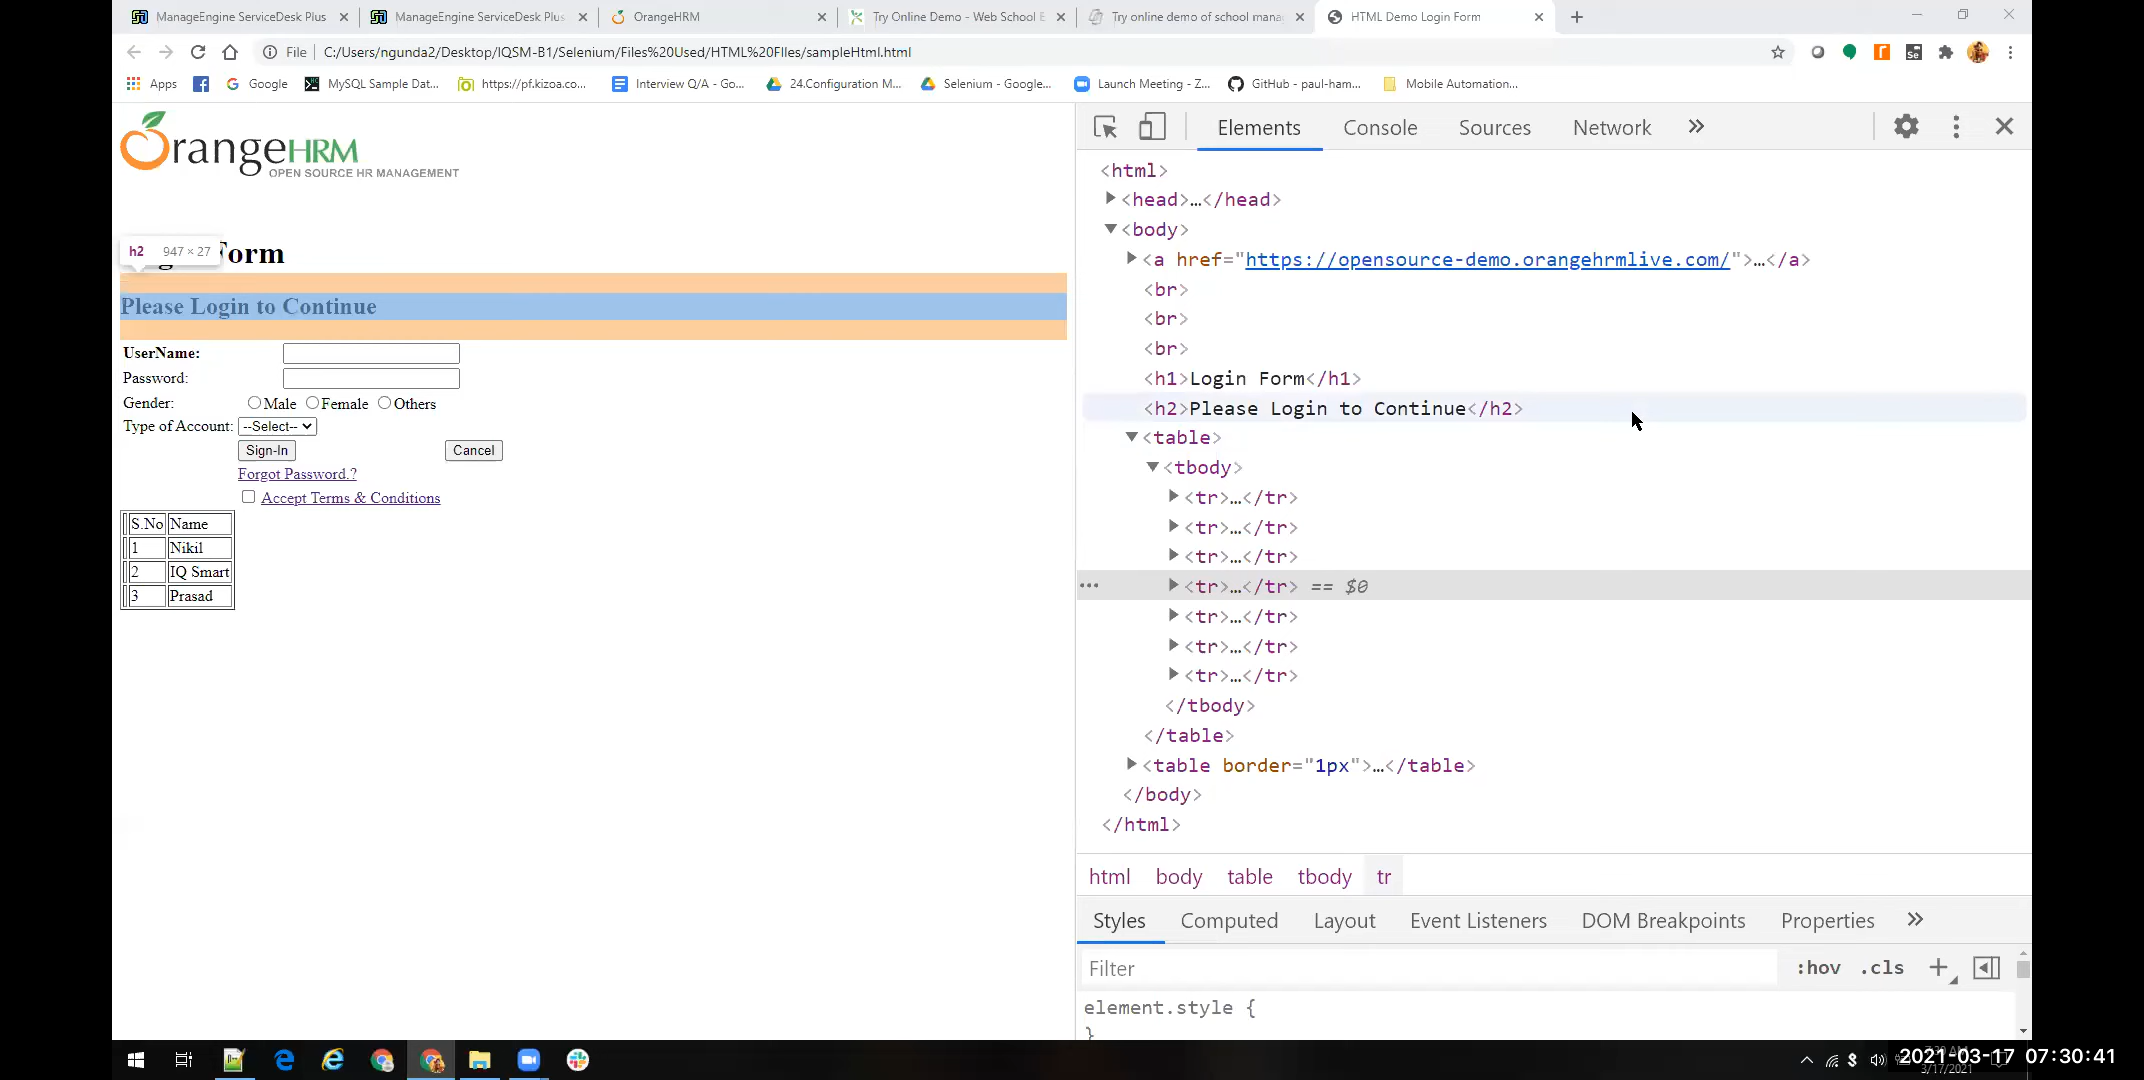 ManageEngine ServiceDesk Plus
ManageEngine ServiceDesk Plus
OrangeHRM
Try Online Demo - Web School E
Try online demo of school mana
HTML Demo Login Form
File
C:/Users/ngunda2/Desktop/IQSM-B1/Selenium/Files%20Used/HTML%20FIles/sampleHtml.html
Apps
Google
MySQL Sample Dat...
https://pf.kizoa.co...
Interview Q/A - Go...
24.Configuration M...
Selenium - Google...
Launch Meeting - Z...
GitHub - paul-ham...
Mobile Automation...
OrangeHRM
OPEN SOURCE HR MANAGEMENT
h2 947 × 27
Form
Please Login to Continue
UserName:
Password:
Gender: Male Female Others
Type of Account: --Select--
Sign-In Cancel
Forgot Password.?
Accept Terms & Conditions
S.No Name
1 Nikil
2 IQ Smart
3 Prasad
Elements Console Sources Network
<html>
<head>…</head>
<body>
<a href="https://opensource-demo.orangehrmlive.com/">…</a>
<br>
<br>
<br>
<h1>Login Form</h1>
<h2>Please Login to Continue</h2>
<table>
<tbody>
<tr>…</tr>
<tr>…</tr>
<tr>…</tr>
<tr>…</tr> == $0
<tr>…</tr>
<tr>…</tr>
<tr>…</tr>
</tbody>
</table>
<table border="1px">…</table>
</body>
</html>
html body table tbody tr
Styles Computed Layout Event Listeners DOM Breakpoints Properties
Filter
:hov .cls
element.style {
}
2021-03-17 07:30:41
3/17/2021